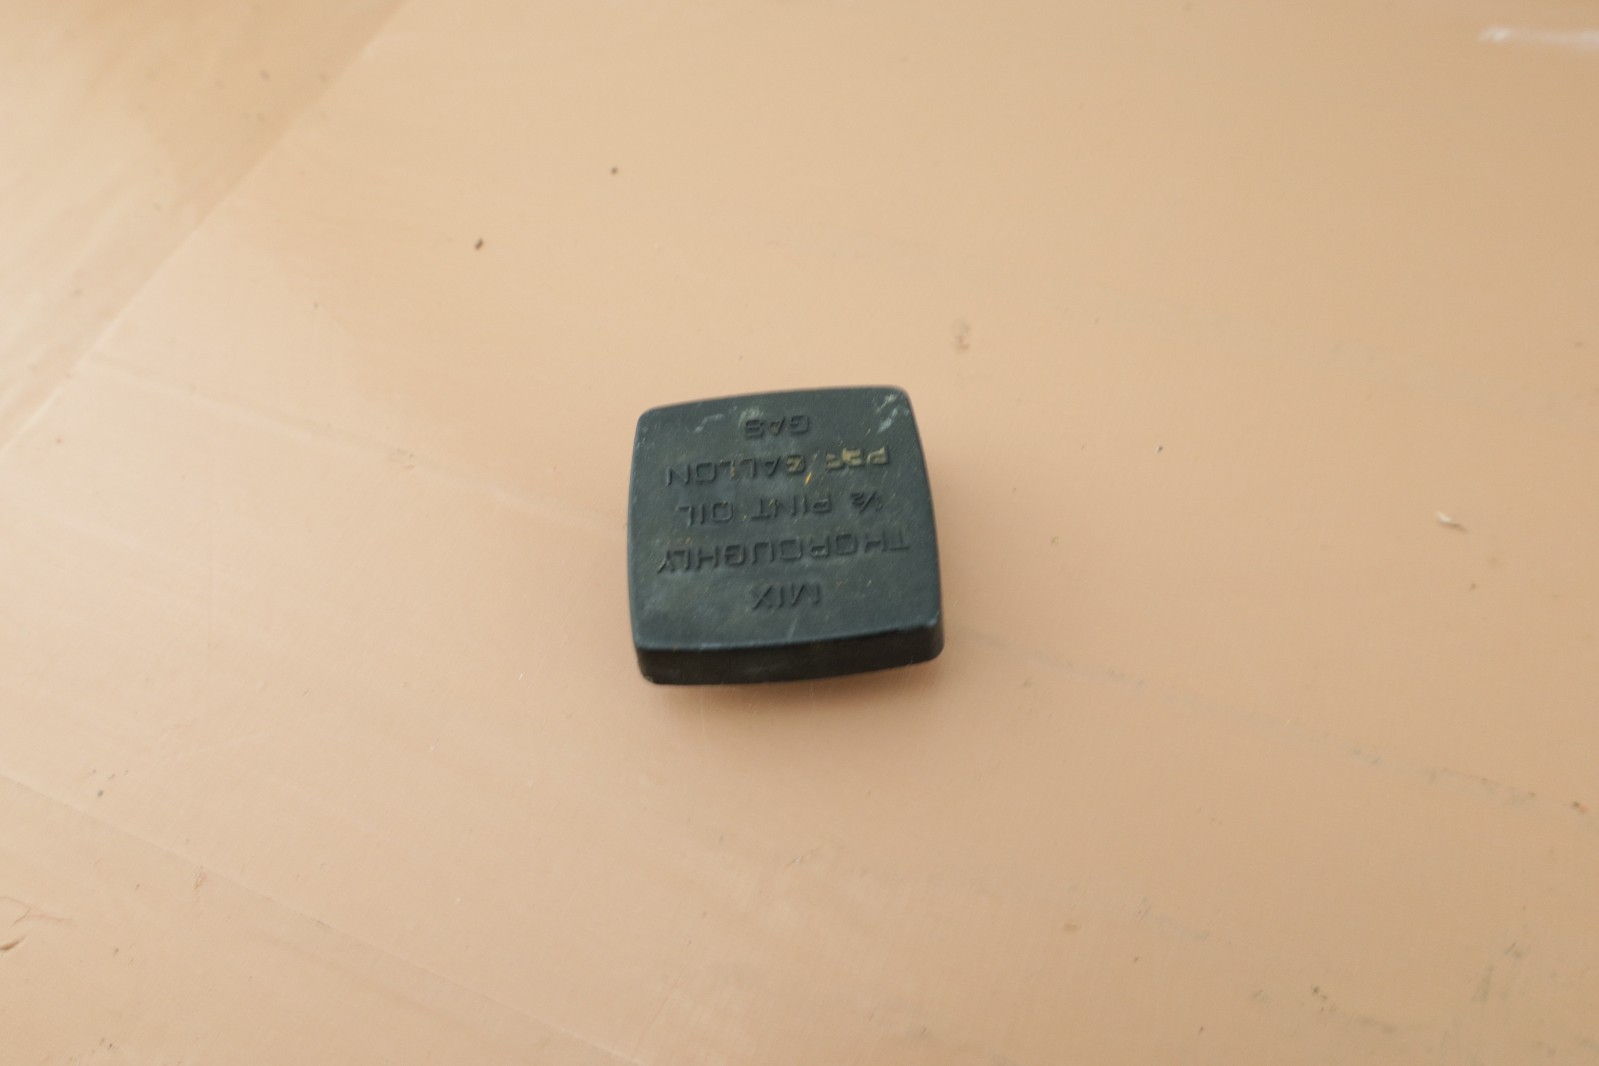 MIX
THOROUGHLY
½ PINT OIL
PER GALLON
GAS